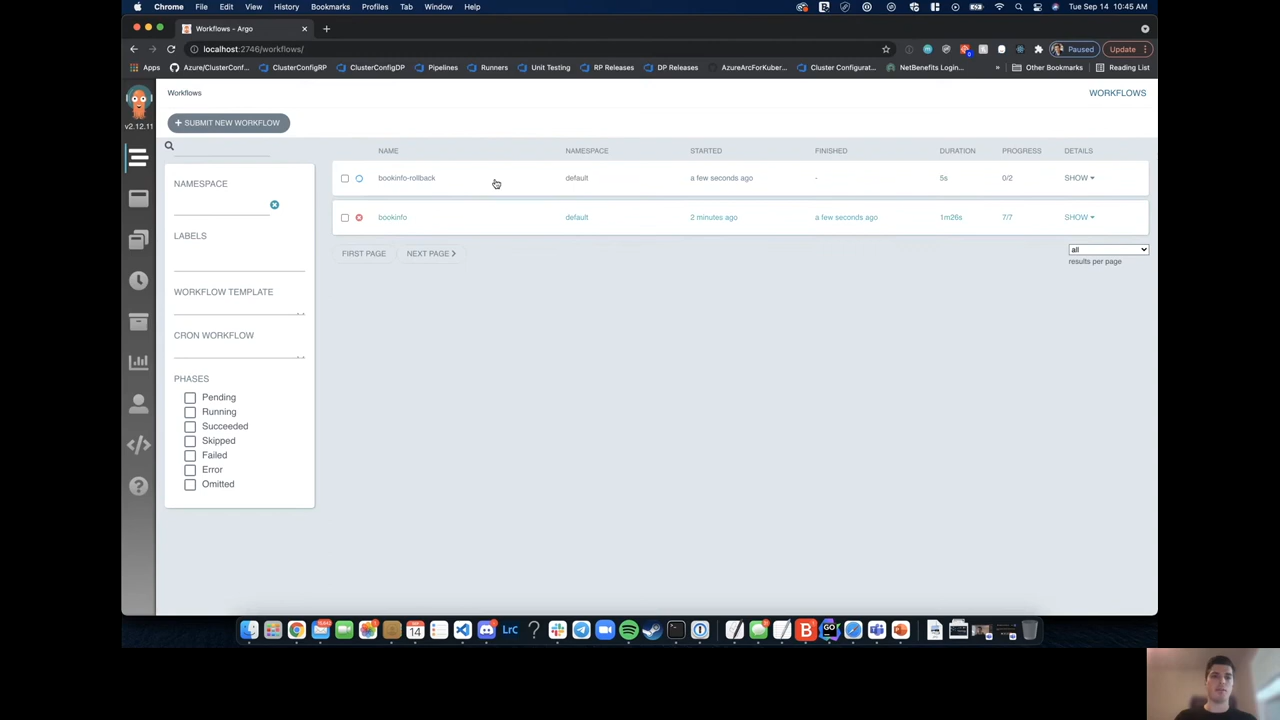 Chrome File Edit View History Bookmarks Profiles Tab Window Help Tue Sep 14 10:45 AM
Workflows - Argo
localhost:2746/workflows/ Paused Update
Apps Azure/ClusterConf... ClusterConfigRP ClusterConfigDP Pipelines Runners Unit Testing RP Releases DP Releases AzureArcForKuber... Cluster Configurat... NetBenefits Login... » Other Bookmarks Reading List
Workflows WORKFLOWS
v2.12.11
+ SUBMIT NEW WORKFLOW
NAME NAMESPACE STARTED FINISHED DURATION PROGRESS DETAILS
bookinfo-rollback default a few seconds ago - 5s 0/2 SHOW
bookinfo default 2 minutes ago a few seconds ago 1m26s 7/7 SHOW
FIRST PAGE NEXT PAGE all
results per page
NAMESPACE
LABELS
WORKFLOW TEMPLATE
CRON WORKFLOW
PHASES
Pending
Running
Succeeded
Skipped
Failed
Error
Omitted
14 Lrc